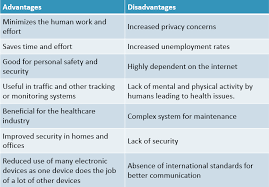 Advantages Disadvantages
Minimizes the human work and
effort
Increased privacy concerns
Saves time and effort Increased unemployment rates
Good for personal safety and
security
Highly dependent on the internet
Useful in traffic and other tracking
or monitoring systems
Lack of mental and physical activity by
humans leading to health issues.
Beneficial for the healthcare
industry
Complex system for maintenance
Improved security in homes and
offices
Lack of security
Reduced use of many electronic
devices as one device does the job
of a lot of other devices
Absence of international standards for
better communication